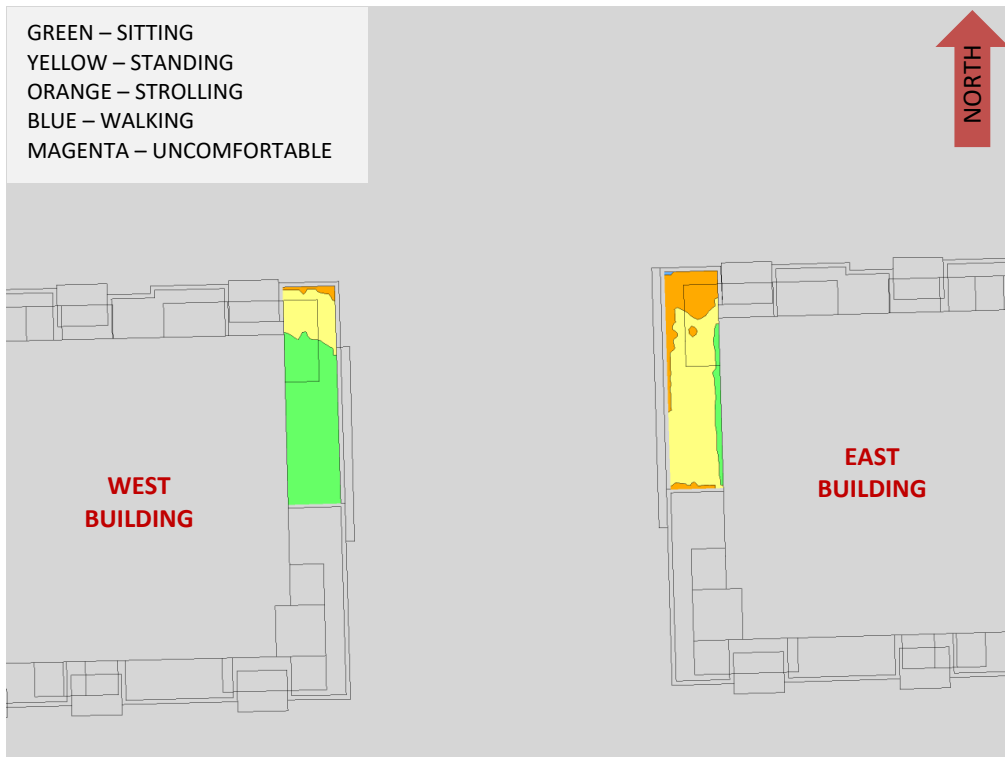 GREEN – SITTING
YELLOW – STANDING
ORANGE – STROLLING
BLUE – WALKING
MAGENTA – UNCOMFORTABLE
NORTH
WEST
BUILDING
EAST
BUILDING